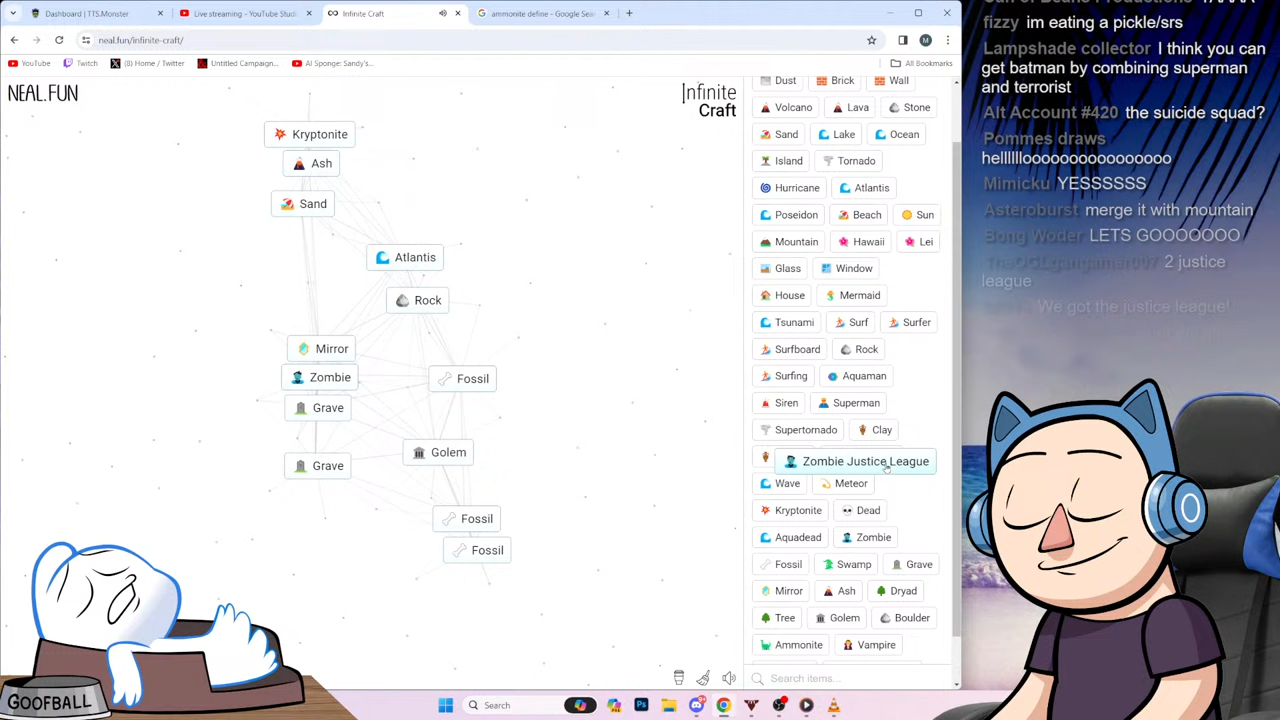 Dashboard | TTS.Monster
Live streaming - YouTube Studi
Infinite Craft
ammonite define - Google Sear
neal.fun/infinite-craft/
YouTube
Twitch
(8) Home / Twitter
Untitled Campaign...
AI Sponge: Sandy's...
All Bookmarks
NEAL.FUN
Infinite
Craft
Kryptonite
Ash
Sand
Atlantis
Rock
Mirror
Zombie
Fossil
Grave
Golem
Grave
Fossil
Fossil
Dust Brick Wall
Volcano Lava Stone
Sand Lake Ocean
Island Tornado
Hurricane Atlantis
Poseidon Beach Sun
Mountain Hawaii Lei
Glass Window
House Mermaid
Tsunami Surf Surfer
Surfboard Rock
Surfing Aquaman
Siren Superman
Supertornado Clay
Zombie Justice League
Wave Meteor
Kryptonite Dead
Aquadead Zombie
Fossil Swamp Grave
Mirror Ash Dryad
Tree Golem Boulder
Ammonite Vampire
Search items...
Search
fizzy im eating a pickle/srs
Lampshade collector I think you can
get batman by combining superman
and terrorist
Alt Account #420 the suicide squad?
Pommes draws
hellllllooooooooooooooooo
Mimicku YESSSSSS
Asteroburst merge it with mountain
Bong Woder LETS GOOOOOOO
TheOGLgangamer007 2 justice
league
We got the justice league!
GOOFBALL